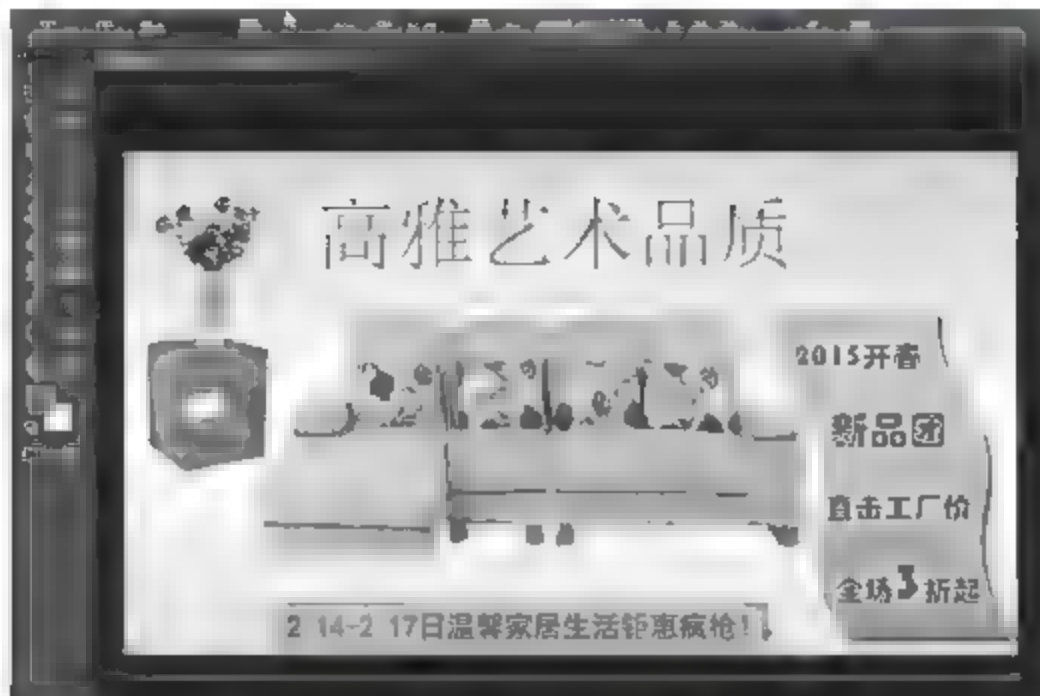 高雅艺术品质
2015开春
新品团
直击工厂价
全场3折起
2 14-2 17日温馨家居生活钜惠疯抢!